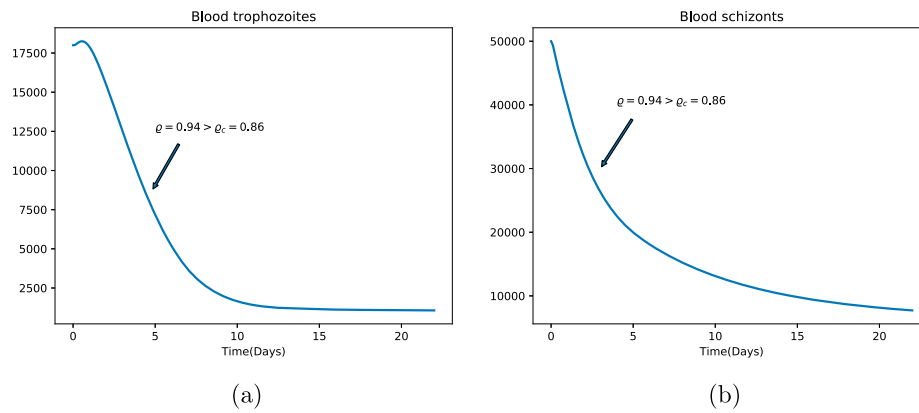 Blood trophozoites
17500
15000
12500
10000
7500
5000
2500
ϱ = 0.94 > ϱc = 0.86
0 5 10 15 20
Time(Days)
(a)
Blood schizonts
50000
40000
30000
20000
10000
ϱ = 0.94 > ϱc = 0.86
0 5 10 15 20
Time(Days)
(b)